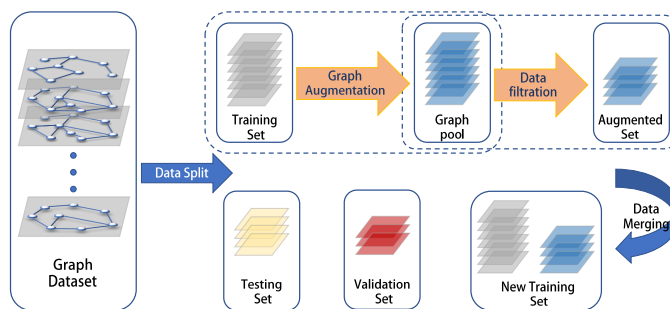 Graph
Dataset
Data Split
Training
Set
Graph
Augmentation
Graph
pool
Data
filtration
Augmented
Set
Data
Merging
Testing
Set
Validation
Set
New Training
Set